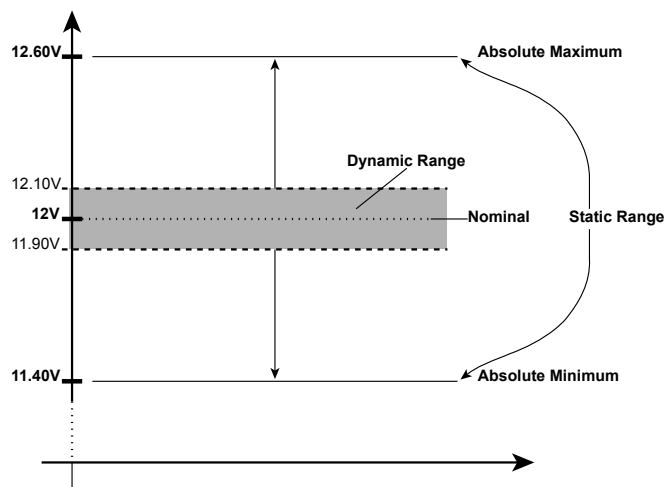 12.60V
Absolute Maximum
Dynamic Range
12.10V
12V
Nominal
Static Range
11.90V
11.40V
Absolute Minimum